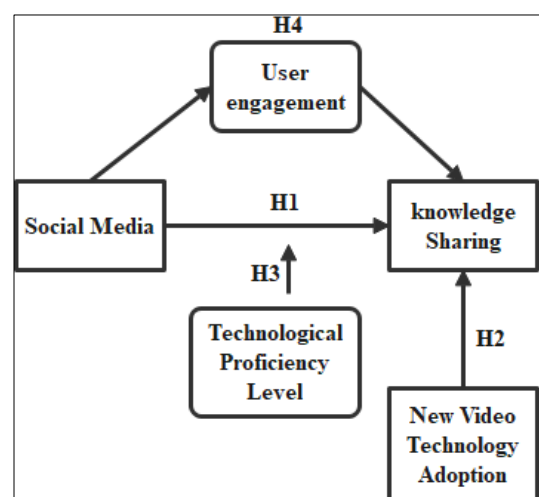 H4
User
engagement
Social Media
H1
knowledge
Sharing
H3
Technological
Proficiency
Level
H2
New Video
Technology
Adoption